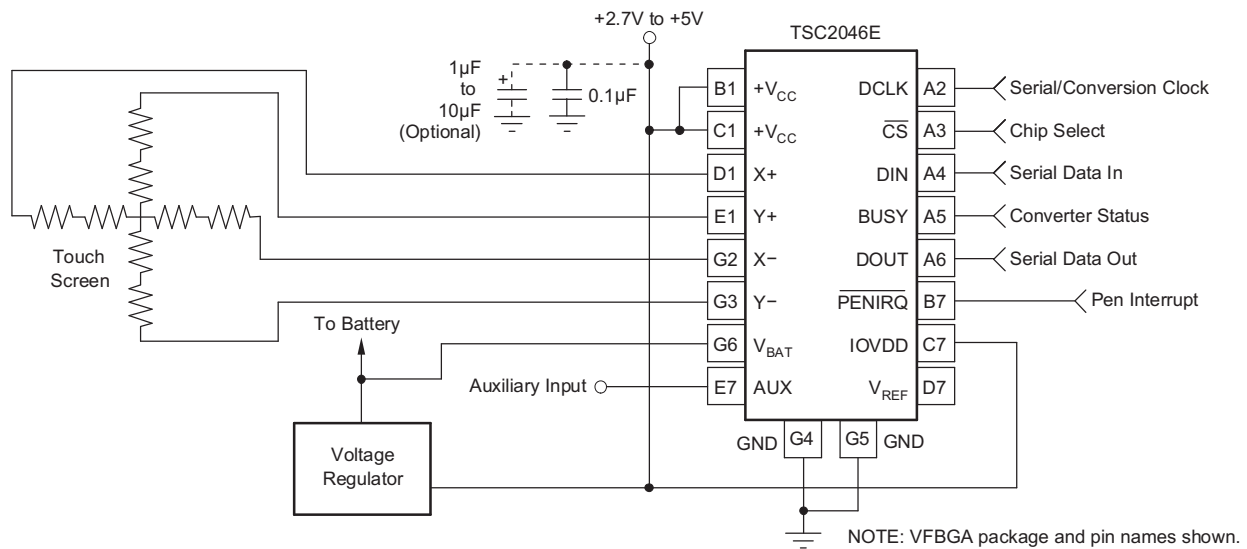 +2.7V to +5V
TSC2046E
1µF
to
10µF
(Optional)
+
0.1µF
B1
+VCC
DCLK
A2
Serial/Conversion Clock
C1
+VCC
CS
A3
Chip Select
D1
X+
DIN
A4
Serial Data In
E1
Y+
BUSY
A5
Converter Status
Touch
Screen
G2
X−
DOUT
A6
Serial Data Out
G3
Y−
PENIRQ
B7
Pen Interrupt
To Battery
G6
VBAT
IOVDD
C7
Auxiliary Input
E7
AUX
VREF
D7
GND
G4
G5
GND
Voltage
Regulator
NOTE: VFBGA package and pin names shown.